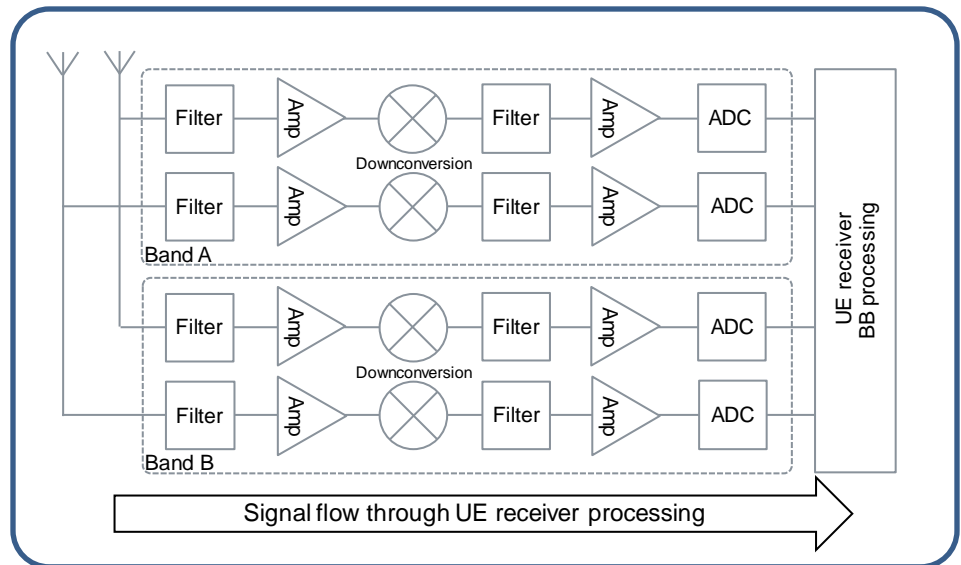 Filter Amp Filter Amp ADC
Downconversion
Filter Amp Filter Amp ADC
Band A
Filter Amp Filter Amp ADC
Downconversion
Filter Amp Filter Amp ADC
Band B
UE receiver
BB processing
Signal flow through UE receiver processing